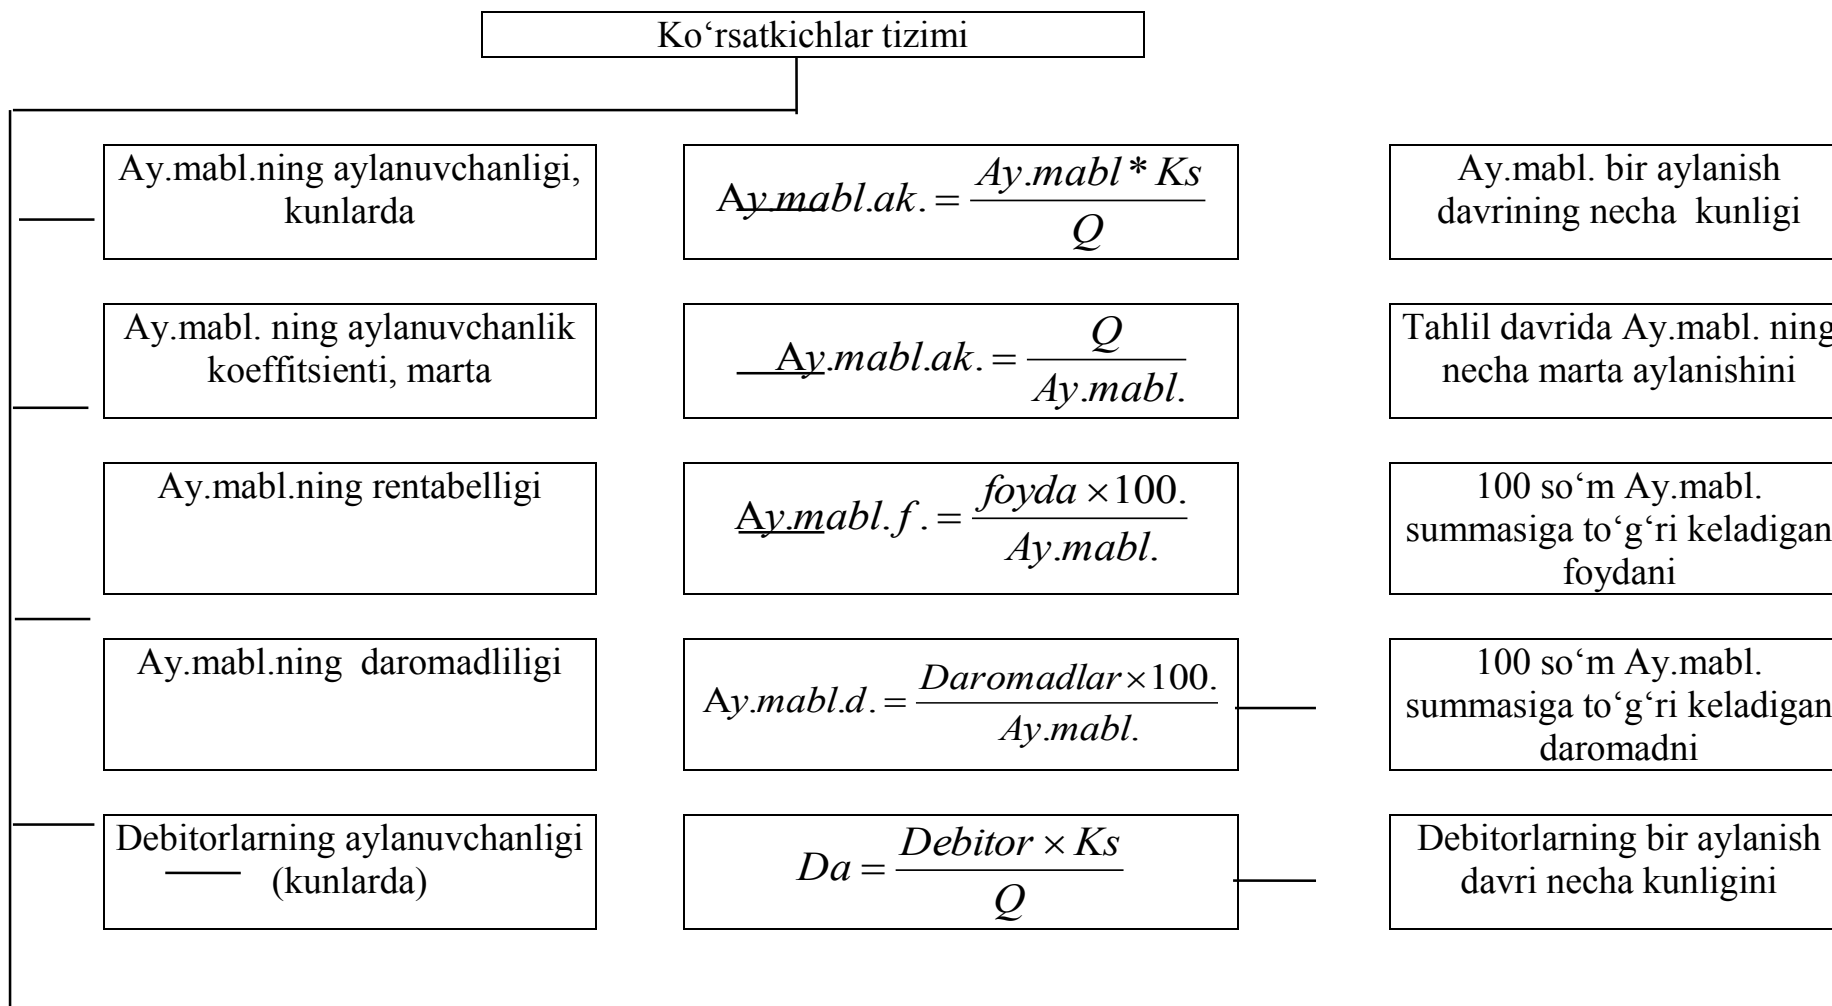 Ko‘rsatkichlar tizimi
Ay.mabl.ning aylanuvchanligi,
kunlarda
Ay.mabl.ak. = Ay.mabl * Ks / Q
Ay.mabl. bir aylanish
davrining necha kunligi
Ay.mabl. ning aylanuvchanlik
koeffitsienti, marta
Ay.mabl.ak. = Q / Ay.mabl.
Tahlil davrida Ay.mabl. ning
necha marta aylanishini
Ay.mabl.ning rentabelligi
Ay.mabl.f. = foyda ×100. / Ay.mabl.
100 so‘m Ay.mabl.
summasiga to‘g‘ri keladigan
foydani
Ay.mabl.ning daromadliligi
Ay.mabl.d. = Daromadlar×100. / Ay.mabl.
100 so‘m Ay.mabl.
summasiga to‘g‘ri keladigan
daromadni
Debitorlarning aylanuvchanligi
(kunlarda)
Da = Debitor × Ks / Q
Debitorlarning bir aylanish
davri necha kunligini